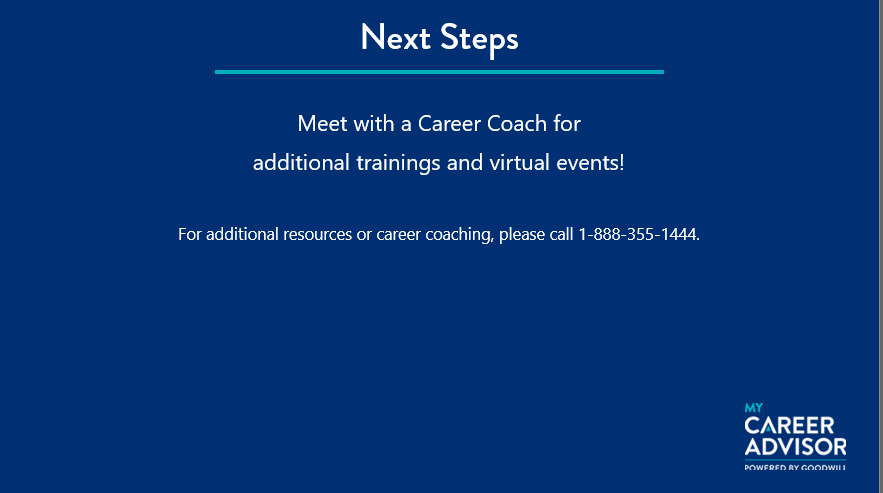 Next Steps
Meet with a Career Coach for
additional trainings and virtual events!
For additional resources or career coaching, please call 1-888-355-1444.
MY
CAREER
ADVISOR
POWERED BY GOODWILL